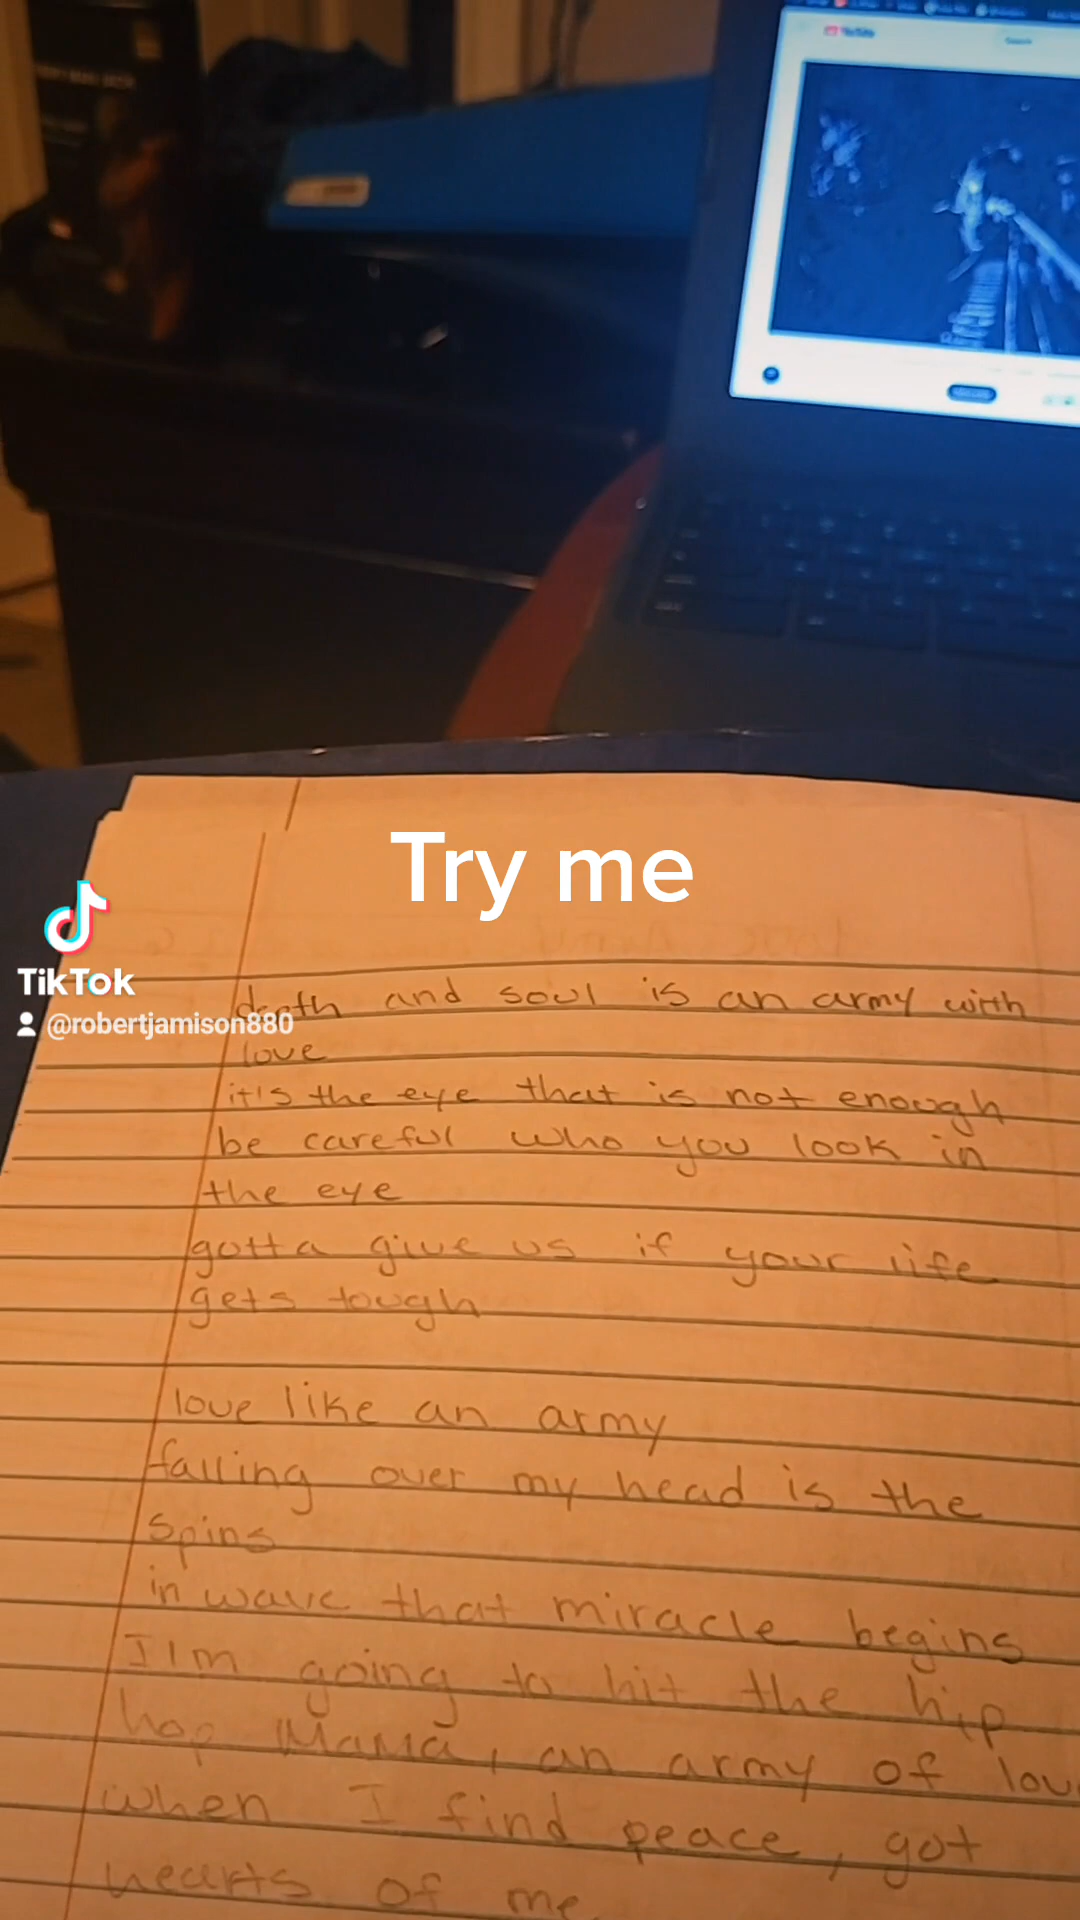 YouTube
Try me
TikTok
@robertjamison880
death and soul is an army with
love
it's the eye that is not enough
be careful who you look in
the eye
gotta give us if your life
gets tough
love like an army
falling over my head is the
spins
in wave that miracle begins
I'm going to hit the hip
hop Mama, an army of
when I find peace, got
hearts of me